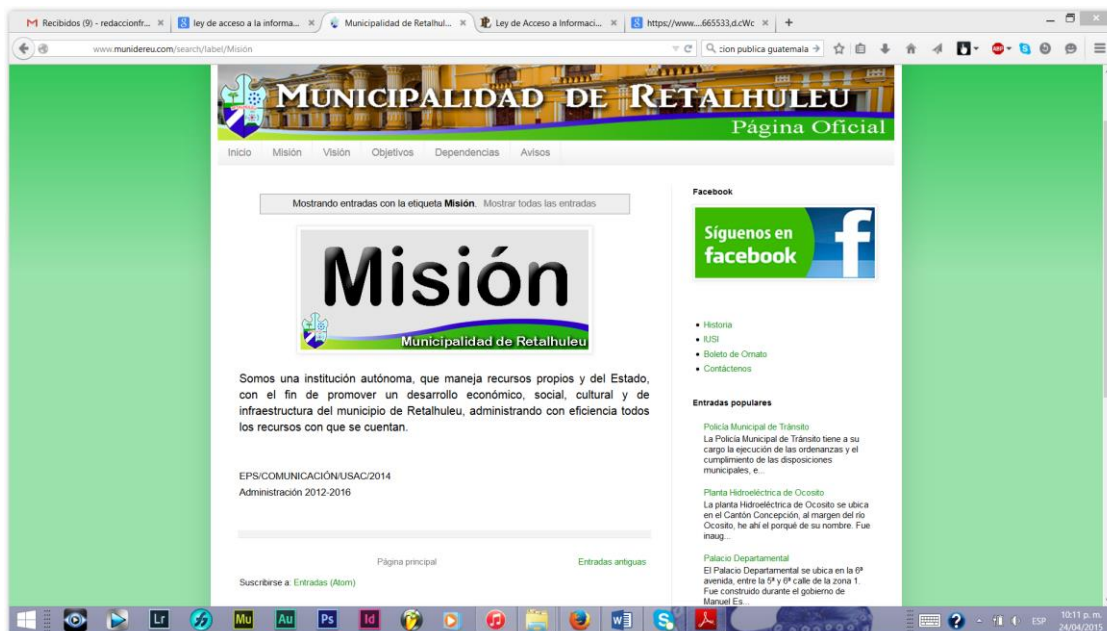 Recibidos (9) - redaccionfr...
ley de acceso a la informa...
Municipalidad de Retalhul...
Ley de Acceso a Informaci...
https://www....665533,d.cWc
www.munidereu.com/search/label/Misión
cion publica guatemala
MUNICIPALIDAD DE RETALHULEU
Página Oficial
Inicio Misión Visión Objetivos Dependencias Avisos
Mostrando entradas con la etiqueta Misión. Mostrar todas las entradas
Misión
Municipalidad de Retalhuleu
Somos una institución autónoma, que maneja recursos propios y del Estado,
con el fin de promover un desarrollo económico, social, cultural y de
infraestructura del municipio de Retalhuleu, administrando con eficiencia todos
los recursos con que se cuentan.
EPS/COMUNICACIÓN/USAC/2014
Administración 2012-2016
Página principal
Entradas antiguas
Suscribirse a: Entradas (Atom)
Facebook
Síguenos en
facebook
Historia
IUSI
Boleto de Ornato
Contáctenos
Entradas populares
Policía Municipal de Tránsito
La Policía Municipal de Tránsito tiene a su
cargo la ejecución de las ordenanzas y el
cumplimiento de las disposiciones
municipales, e...
Planta Hidroeléctrica de Ocosito
La planta Hidroeléctrica de Ocosito se ubica
en el Cantón Concepción, al margen del río
Ocosito, he ahí el porqué de su nombre. Fue
inaug...
Palacio Departamental
El Palacio Departamental se ubica en la 6ª
avenida, entre la 5ª y 6ª calle de la zona 1.
Fue construido durante el gobierno de
Manuel Es...
Lr Mu Au Ps Id
ESP
10:11 p. m.
24/04/2015